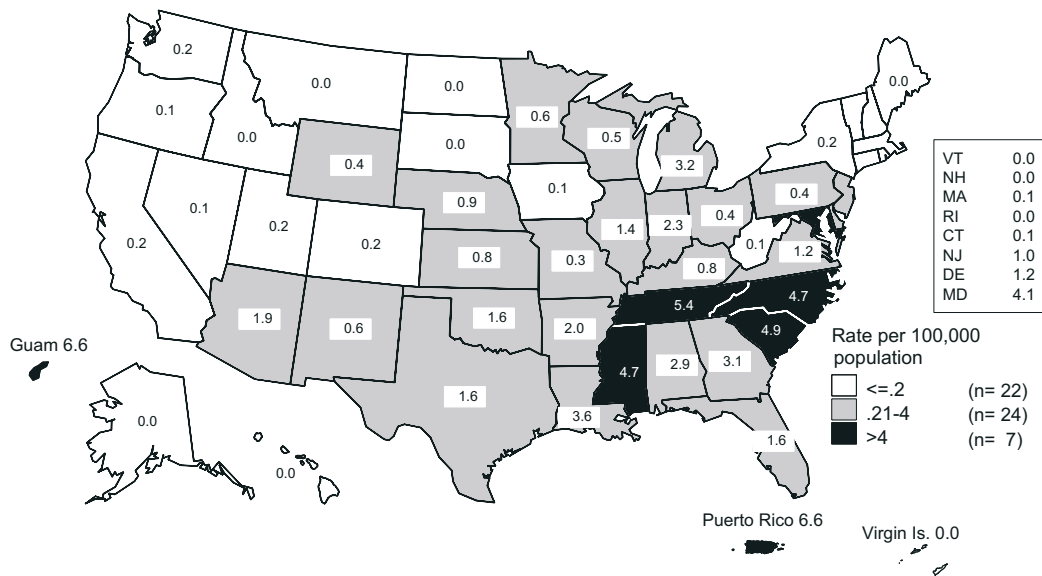 0.2
0.0
0.0
0.0
0.1
0.6
0.5
0.2
0.0
0.0
0.4
3.2
VT 0.0
NH 0.0
MA 0.1
RI 0.0
CT 0.1
NJ 1.0
DE 1.2
MD 4.1
0.1
0.9
0.1
0.4
0.4
0.2
0.2
0.2
0.8
0.3
1.4
2.3
0.1
1.2
0.8
1.9
0.6
1.6
2.0
5.4
4.7
4.9
Guam 6.6
1.6
4.7
2.9
3.1
3.6
1.6
0.0
0.0
Rate per 100,000
population
<=.2 (n= 22)
.21-4 (n= 24)
>4 (n= 7)
Puerto Rico 6.6
Virgin Is. 0.0